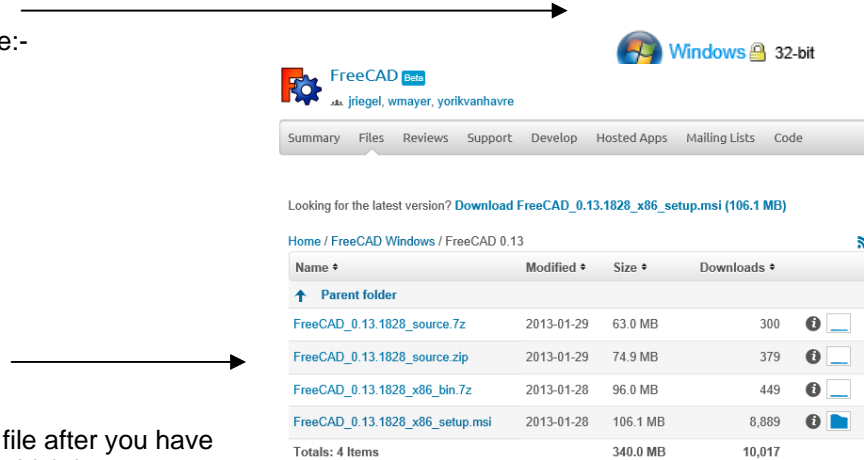 e:-
Windows 32-bit
FreeCAD Beta
jriegel, wmayer, yorikvanhavre
Summary Files Reviews Support Develop Hosted Apps Mailing Lists Code
Looking for the latest version? Download FreeCAD_0.13.1828_x86_setup.msi (106.1 MB)
Home / FreeCAD Windows / FreeCAD 0.13
Name Modified Size Downloads
Parent folder
FreeCAD_0.13.1828_source.7z 2013-01-29 63.0 MB 300
FreeCAD_0.13.1828_source.zip 2013-01-29 74.9 MB 379
FreeCAD_0.13.1828_x86_bin.7z 2013-01-28 96.0 MB 449
FreeCAD_0.13.1828_x86_setup.msi 2013-01-28 106.1 MB 8,889
file after you have
Totals: 4 Items 340.0 MB 10,017